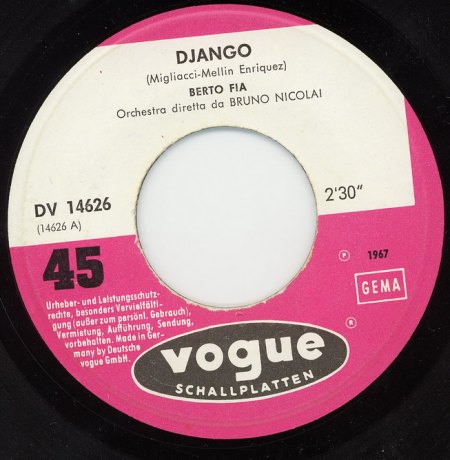 DJANGO
(Migliacci-Mellin Enriquez)
BERTO FIA
Orchestra diretta da BRUNO NICOLAI
DV 14626
(14626 A)
2'30"
45
℗ 1967
GEMA
Urheber- und Leistungsschutz-
rechte, besonders Vervielfälti-
gung (außer zum persönl. Gebrauch),
Vermietung, Aufführung, Sendung,
vorbehalten. Made in Ger-
many by Deutsche
vogue GmbH.
vogue ®
SCHALLPLATTEN